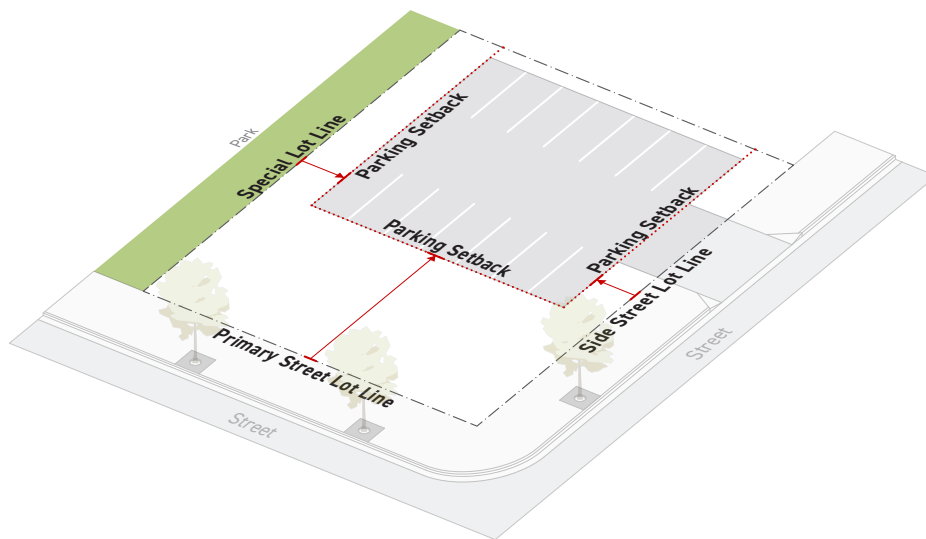 Park
Special Lot Line
Parking Setback
Parking Setback
Parking Setback
Side Street Lot Line
Primary Street Lot Line
Street
Street